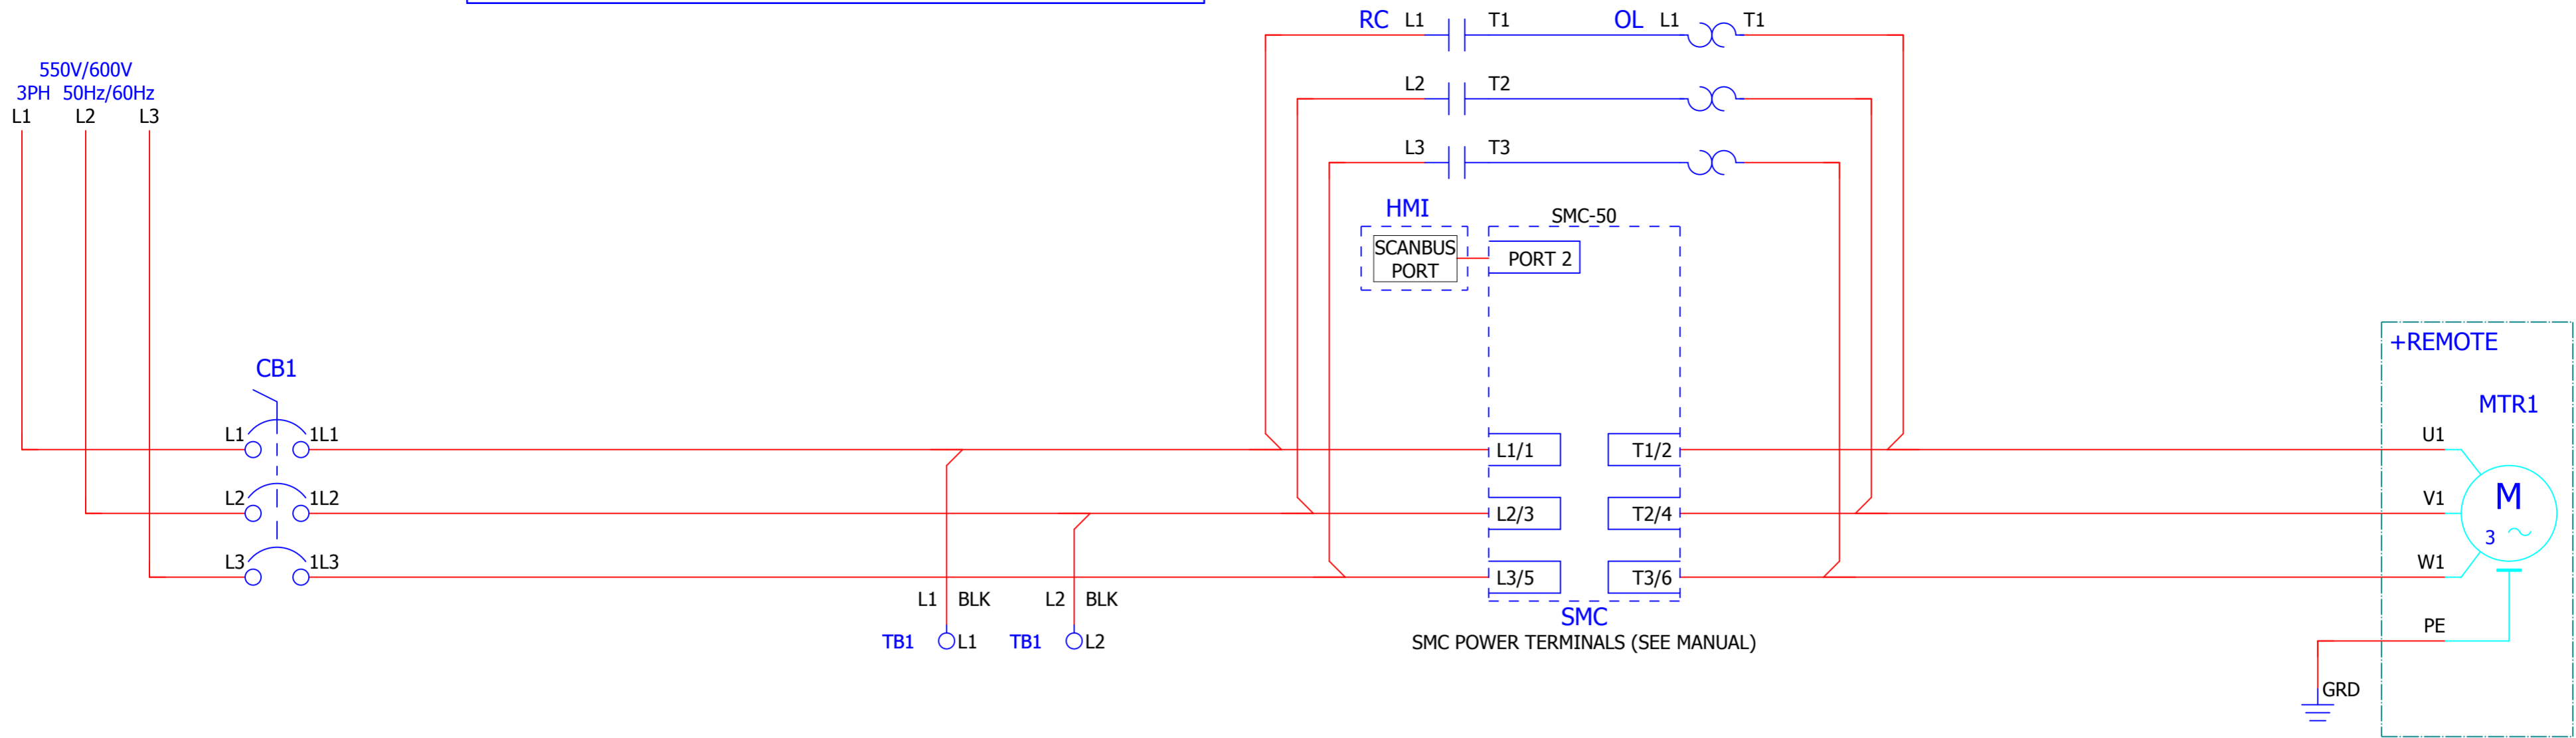 RC L1 T1 OL L1 T1
L2 T2
L3 T3
550V/600V
3PH 50Hz/60Hz
L1 L2 L3
HMI
SCANBUS
PORT
SMC-50
PORT 2
CB1
L1 1L1
L2 1L2
L3 1L3
L1/1 T1/2
L2/3 T2/4
L3/5 T3/6
SMC
SMC POWER TERMINALS (SEE MANUAL)
L1 BLK L2 BLK
TB1 L1 TB1 L2
+REMOTE
MTR1
U1
V1
W1
M
3
PE
GRD